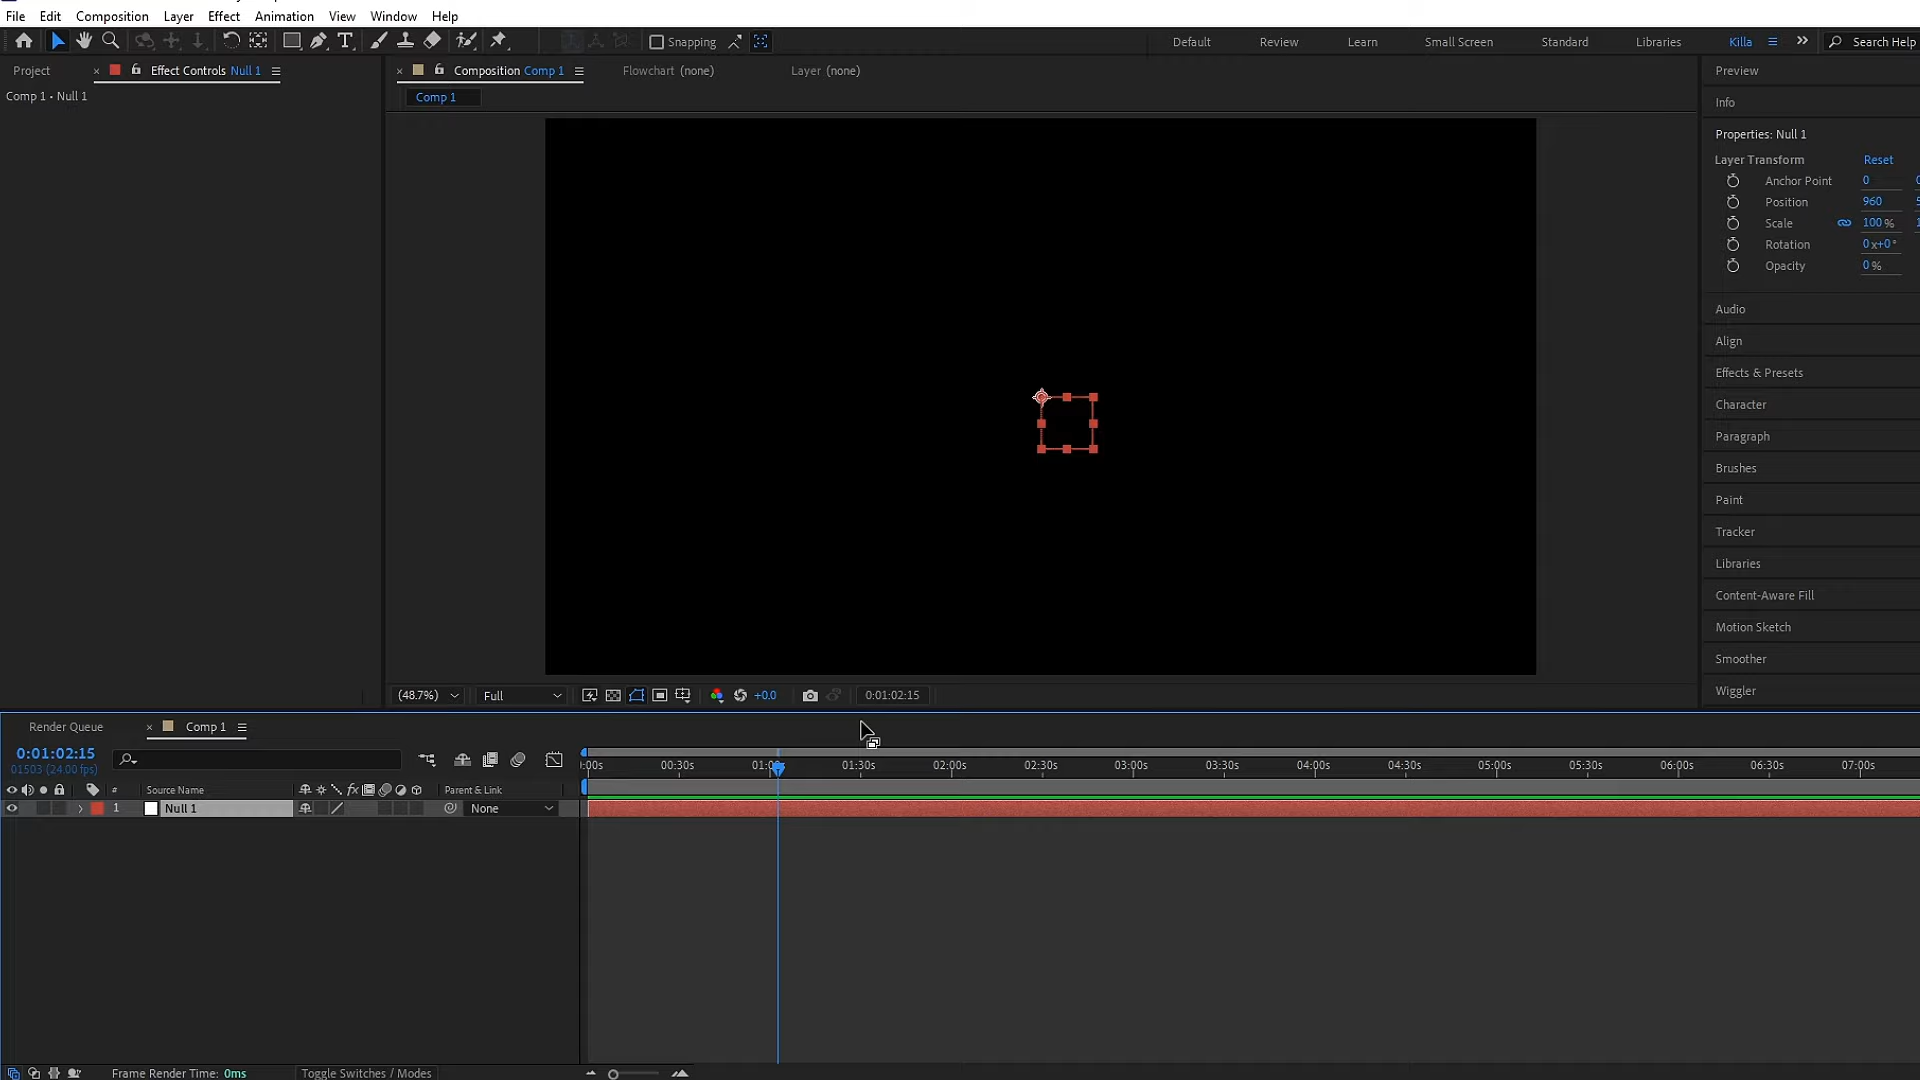 File Edit Composition Layer Effect Animation View Window Help
Snapping Default Review Learn Small Screen Standard Libraries Killa Search Help
Project Effect Controls Null 1 Composition Comp 1 Flowchart (none) Layer (none) Preview
Comp 1 • Null 1 Comp 1
Info
Properties: Null 1
Layer Transform Reset
Anchor Point 0
Position 960
Scale 100 %
Rotation 0x+0°
Opacity 0 %
Audio
Align
Effects & Presets
Character
Paragraph
Brushes
Paint
Tracker
Libraries
Content-Aware Fill
Motion Sketch
Smoother
Wiggler
(48.7%) Full +0.0 0:01:02:15
Render Queue Comp 1
0:01:02:15
01503 (24.00 fps)
:00s 00:30s 01:00s 01:30s 02:00s 02:30s 03:00s 03:30s 04:00s 04:30s 05:00s 05:30s 06:00s 06:30s 07:00s
# Source Name fx Parent & Link
1 Null 1 None
Frame Render Time: 0ms Toggle Switches / Modes